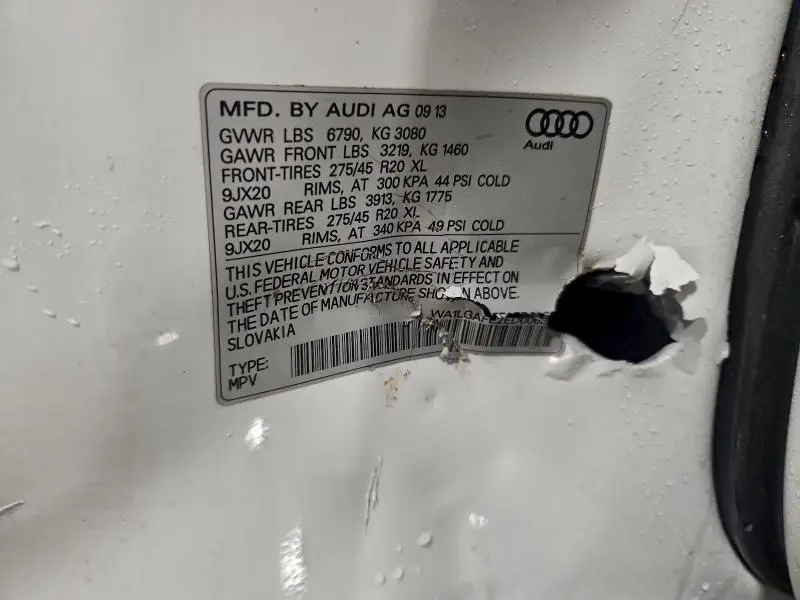 MFD. BY AUDI AG 09 13
Audi
GVWR LBS 6790, KG 3080
GAWR FRONT LBS 3219, KG 1460
FRONT-TIRES 275/45 R20 XL
9JX20 RIMS, AT 300 KPA 44 PSI COLD
GAWR REAR LBS 3913, KG 1775
REAR-TIRES 275/45 R20 XL
9JX20 RIMS, AT 340 KPA 49 PSI COLD
THIS VEHICLE CONFORMS TO ALL APPLICABLE
U.S. FEDERAL MOTOR VEHICLE SAFETY AND
THEFT PREVENTION STANDARDS IN EFFECT ON
THE DATE OF MANUFACTURE SHOWN ABOVE.
SLOVAKIA
TYPE:
MPV